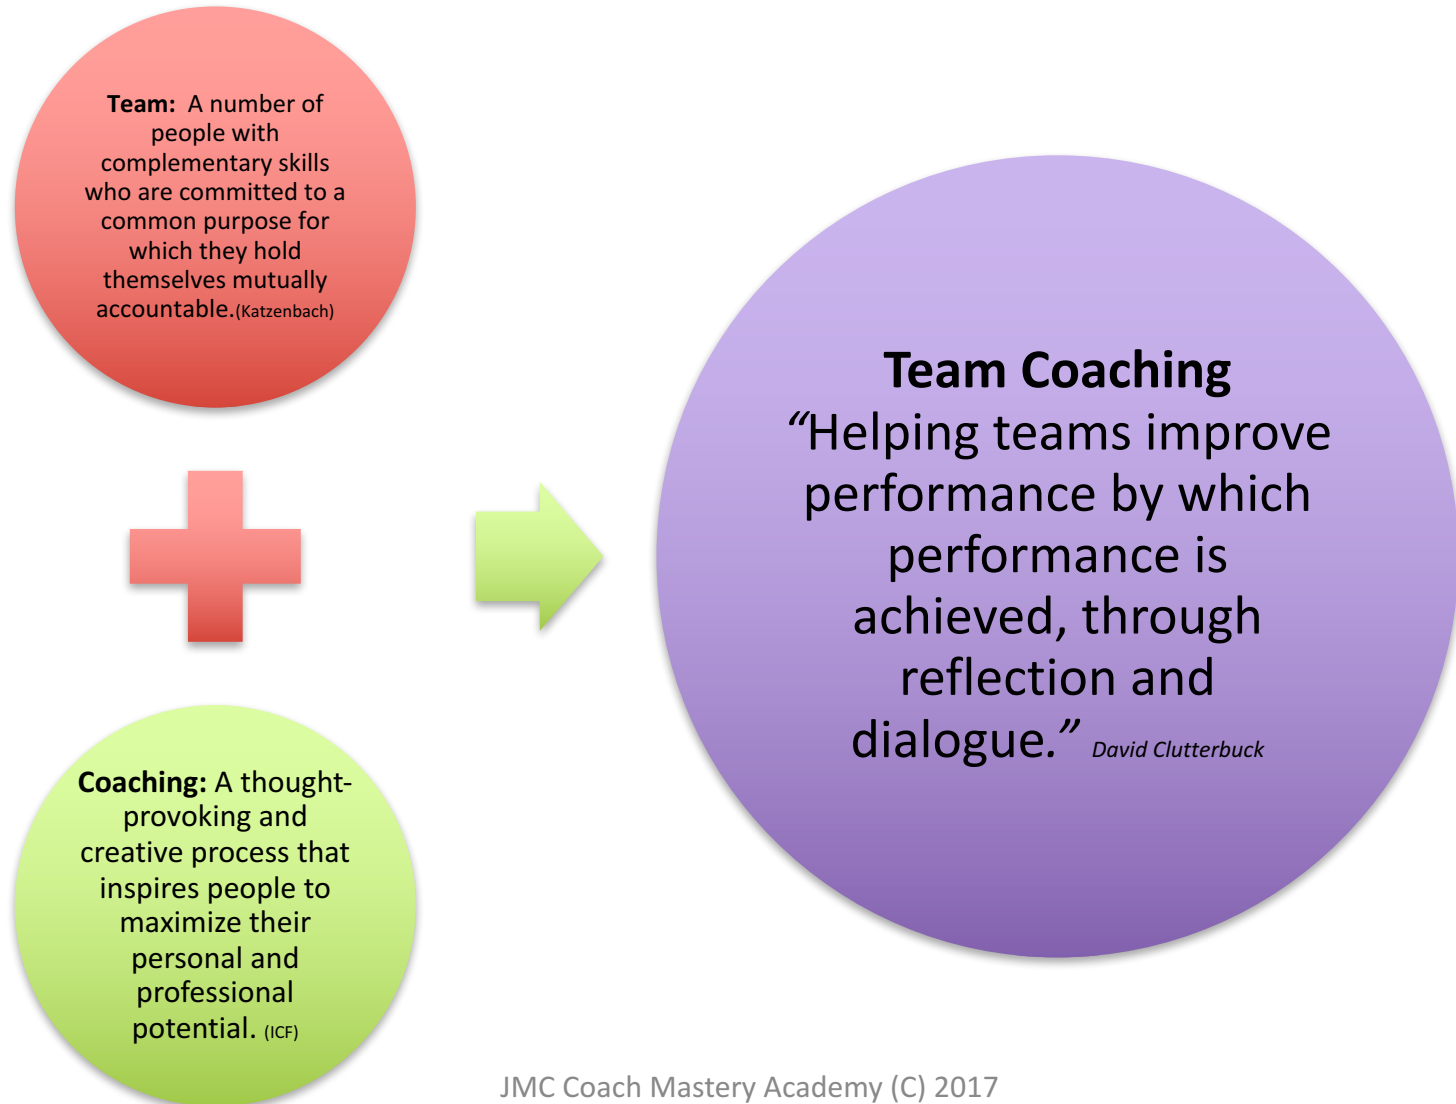 Team:  A number of
people with
complementary skills
who are committed to a
common purpose for
which they hold
themselves mutually
accountable.(Katzenbach)
Coaching: A thought-
provoking and
creative process that
inspires people to
maximize their
personal and
professional
potential. (ICF)
Team Coaching
“Helping teams improve
performance by which
performance is
achieved, through
reflection and
dialogue.” David Clutterbuck
JMC Coach Mastery Academy (C) 2017